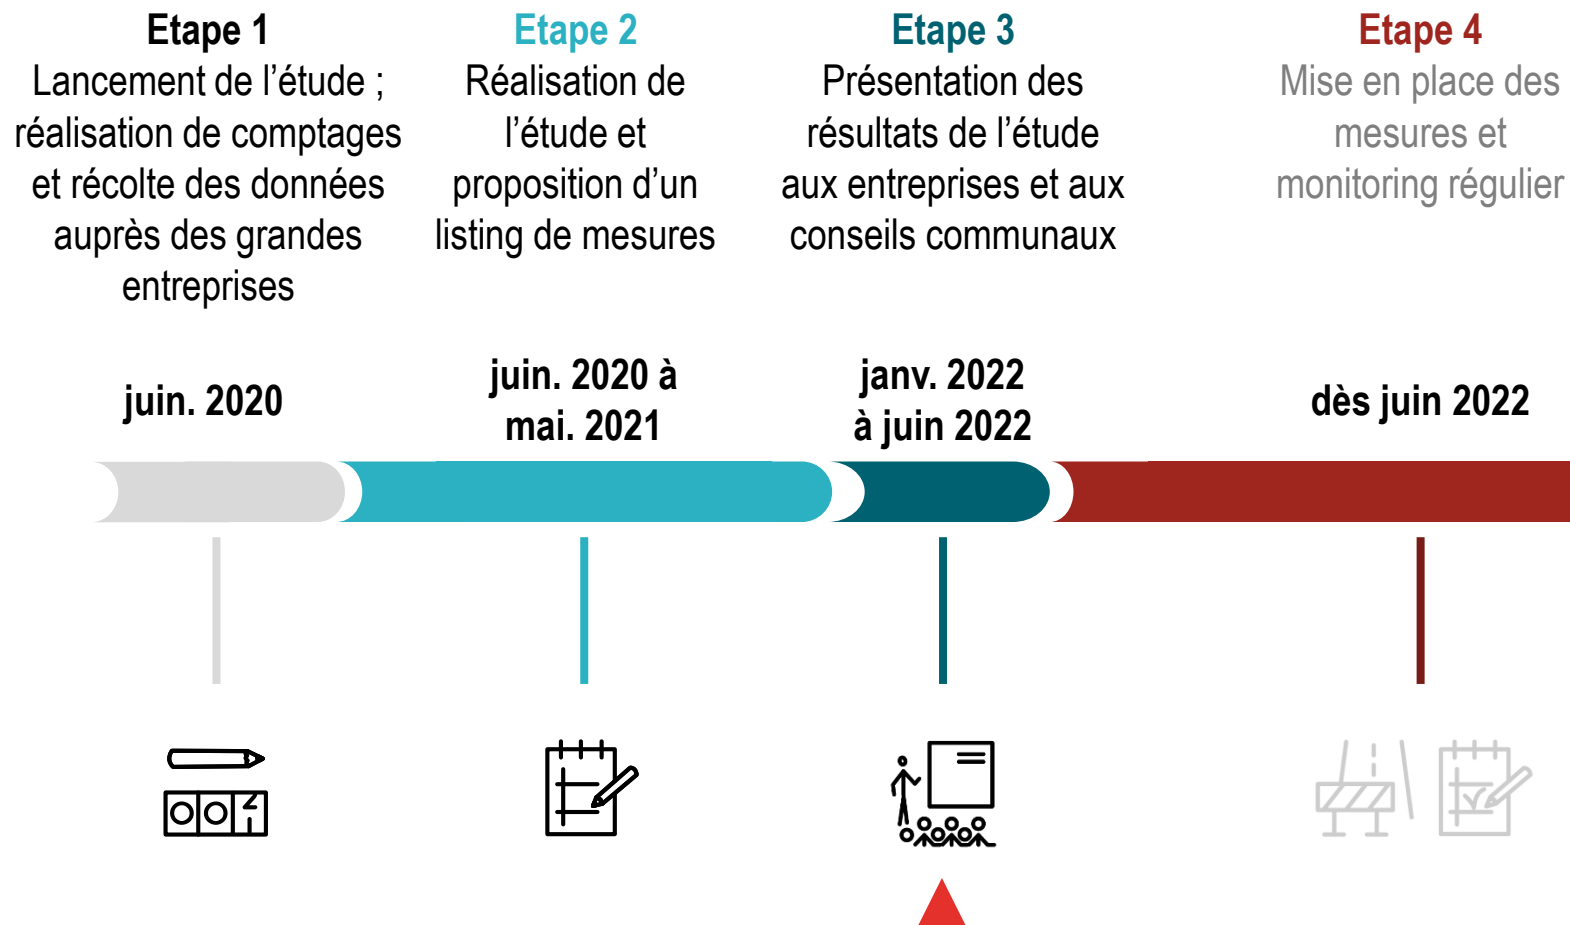 Etape 1
Lancement de l’étude ;
réalisation de comptages
et récolte des données
auprès des grandes
entreprises
juin. 2020
Etape 2
Réalisation de
l’étude et
proposition d’un
listing de mesures
juin. 2020 à
mai. 2021
Etape 3
Présentation des
résultats de l’étude
aux entreprises et aux
conseils communaux
janv. 2022
à juin 2022
Etape 4
Mise en place des
mesures et
monitoring régulier
dès juin 2022